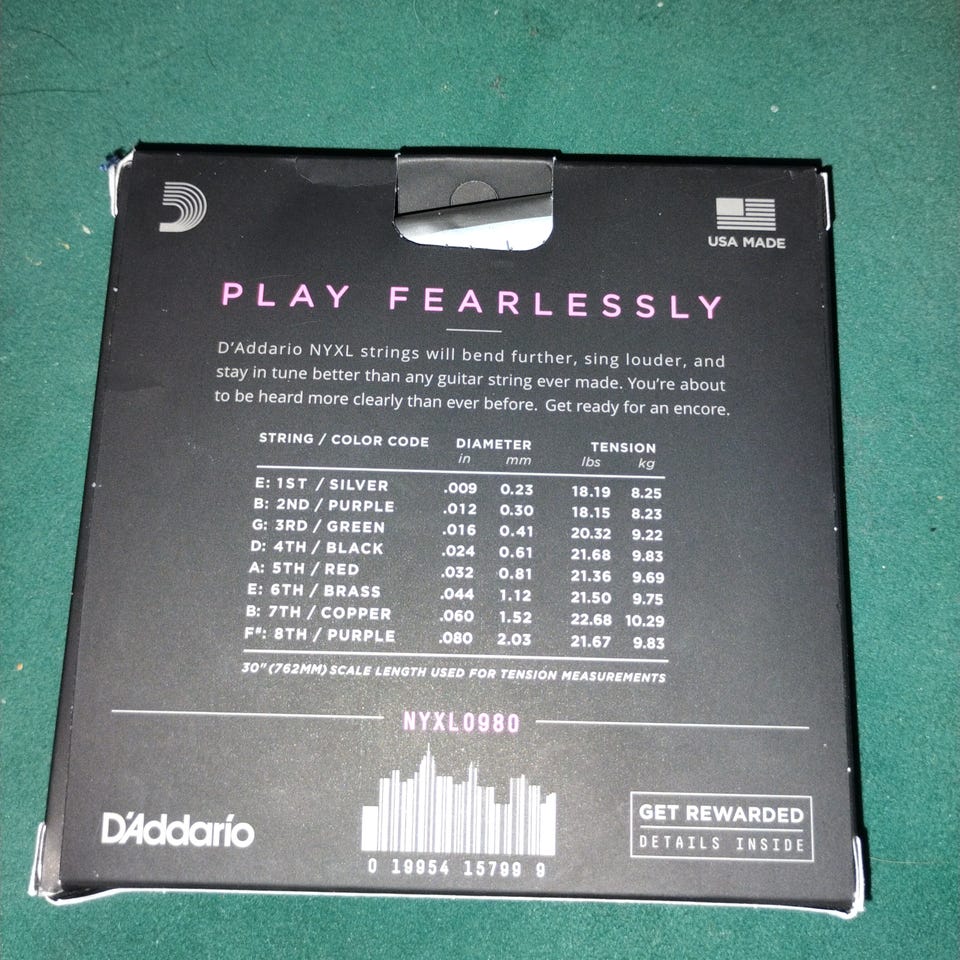 USA MADE
PLAY FEARLESSLY
D'Addario NYXL strings will bend further, sing louder, and
stay in tune better than any guitar string ever made. You're about
to be heard more clearly than ever before. Get ready for an encore.
STRING / COLOR CODE DIAMETER TENSION
in mm lbs kg
E: 1ST / SILVER .009 0.23 18.19 8.25
B: 2ND / PURPLE .012 0.30 18.15 8.23
G: 3RD / GREEN .016 0.41 20.32 9.22
D: 4TH / BLACK .024 0.61 21.68 9.83
A: 5TH / RED .032 0.81 21.36 9.69
E: 6TH / BRASS .044 1.12 21.50 9.75
B: 7TH / COPPER .060 1.52 22.68 10.29
F#: 8TH / PURPLE .080 2.03 21.67 9.83
30" (762MM) SCALE LENGTH USED FOR TENSION MEASUREMENTS
NYXL0980
D'Addario
0 19954 15799 9
GET REWARDED
DETAILS INSIDE